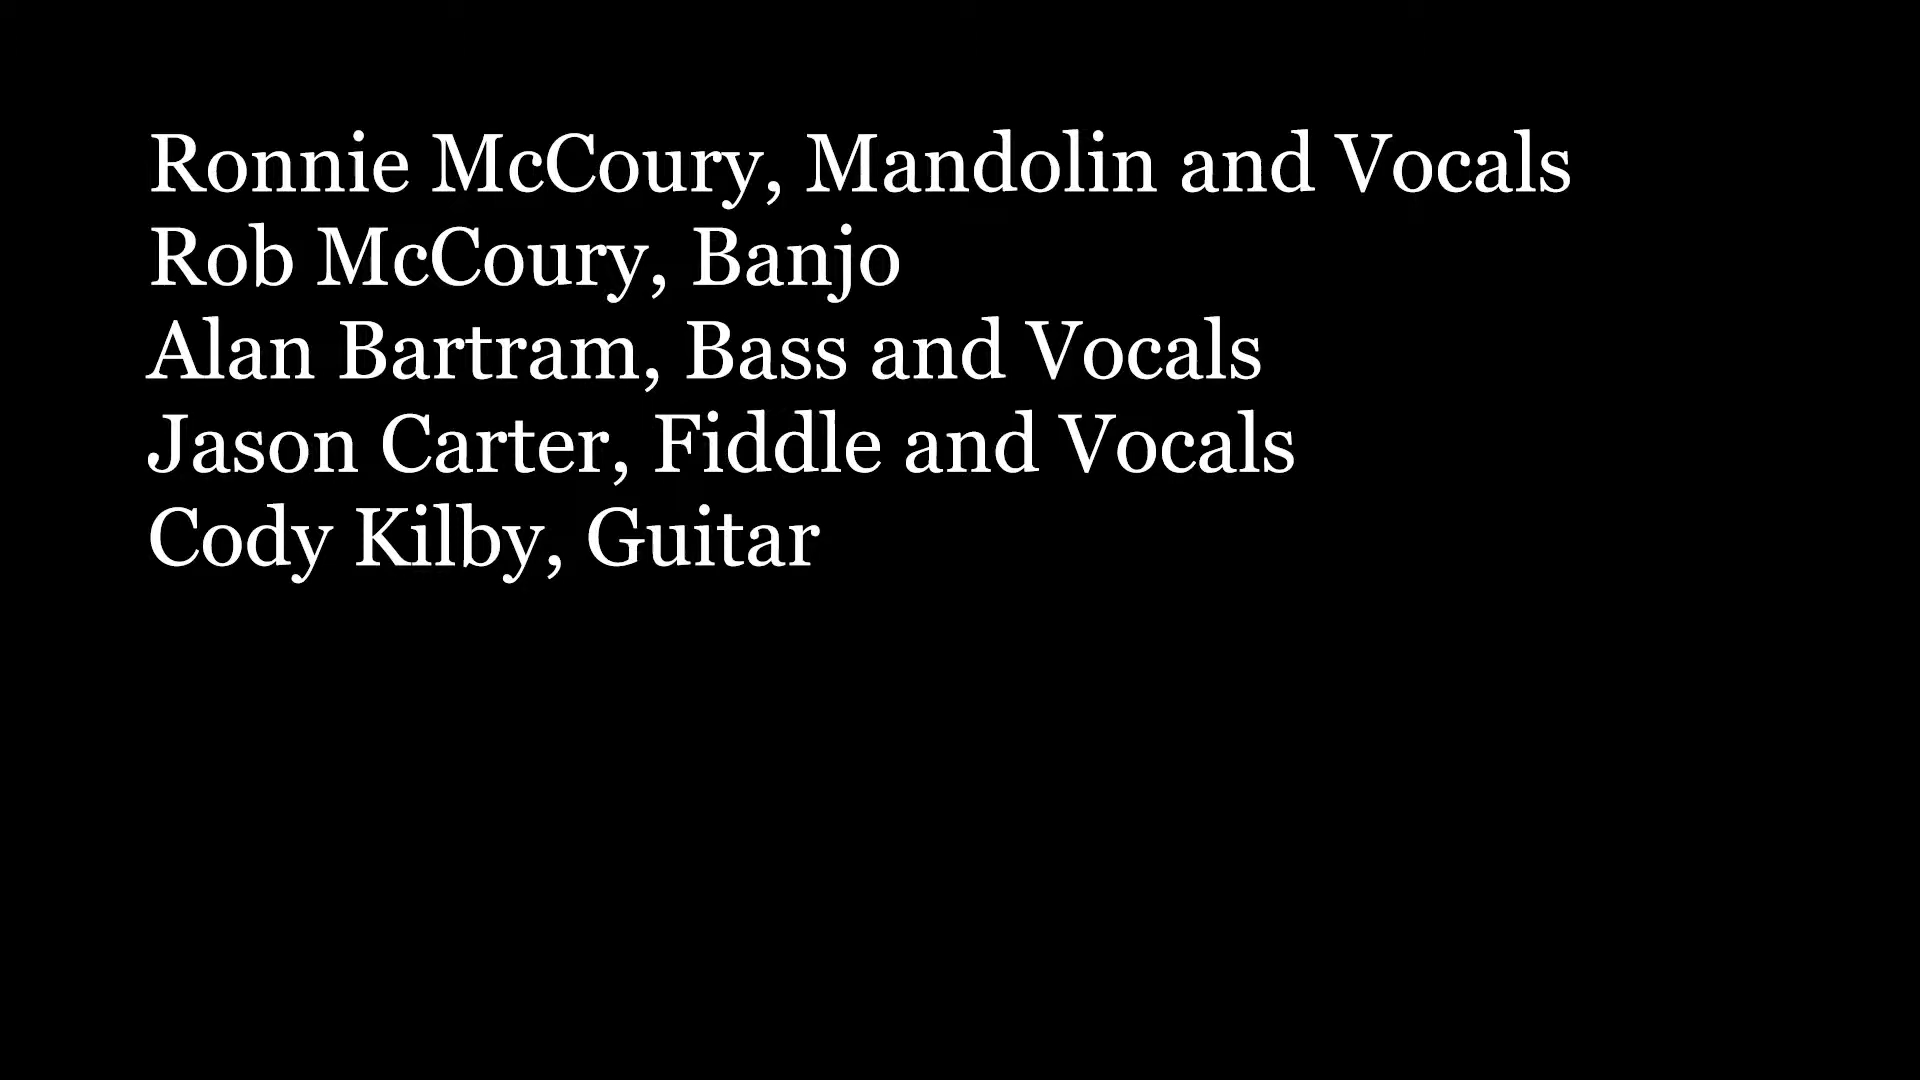 Ronnie McCoury, Mandolin and Vocals
Rob McCoury, Banjo
Alan Bartram, Bass and Vocals
Jason Carter, Fiddle and Vocals
Cody Kilby, Guitar